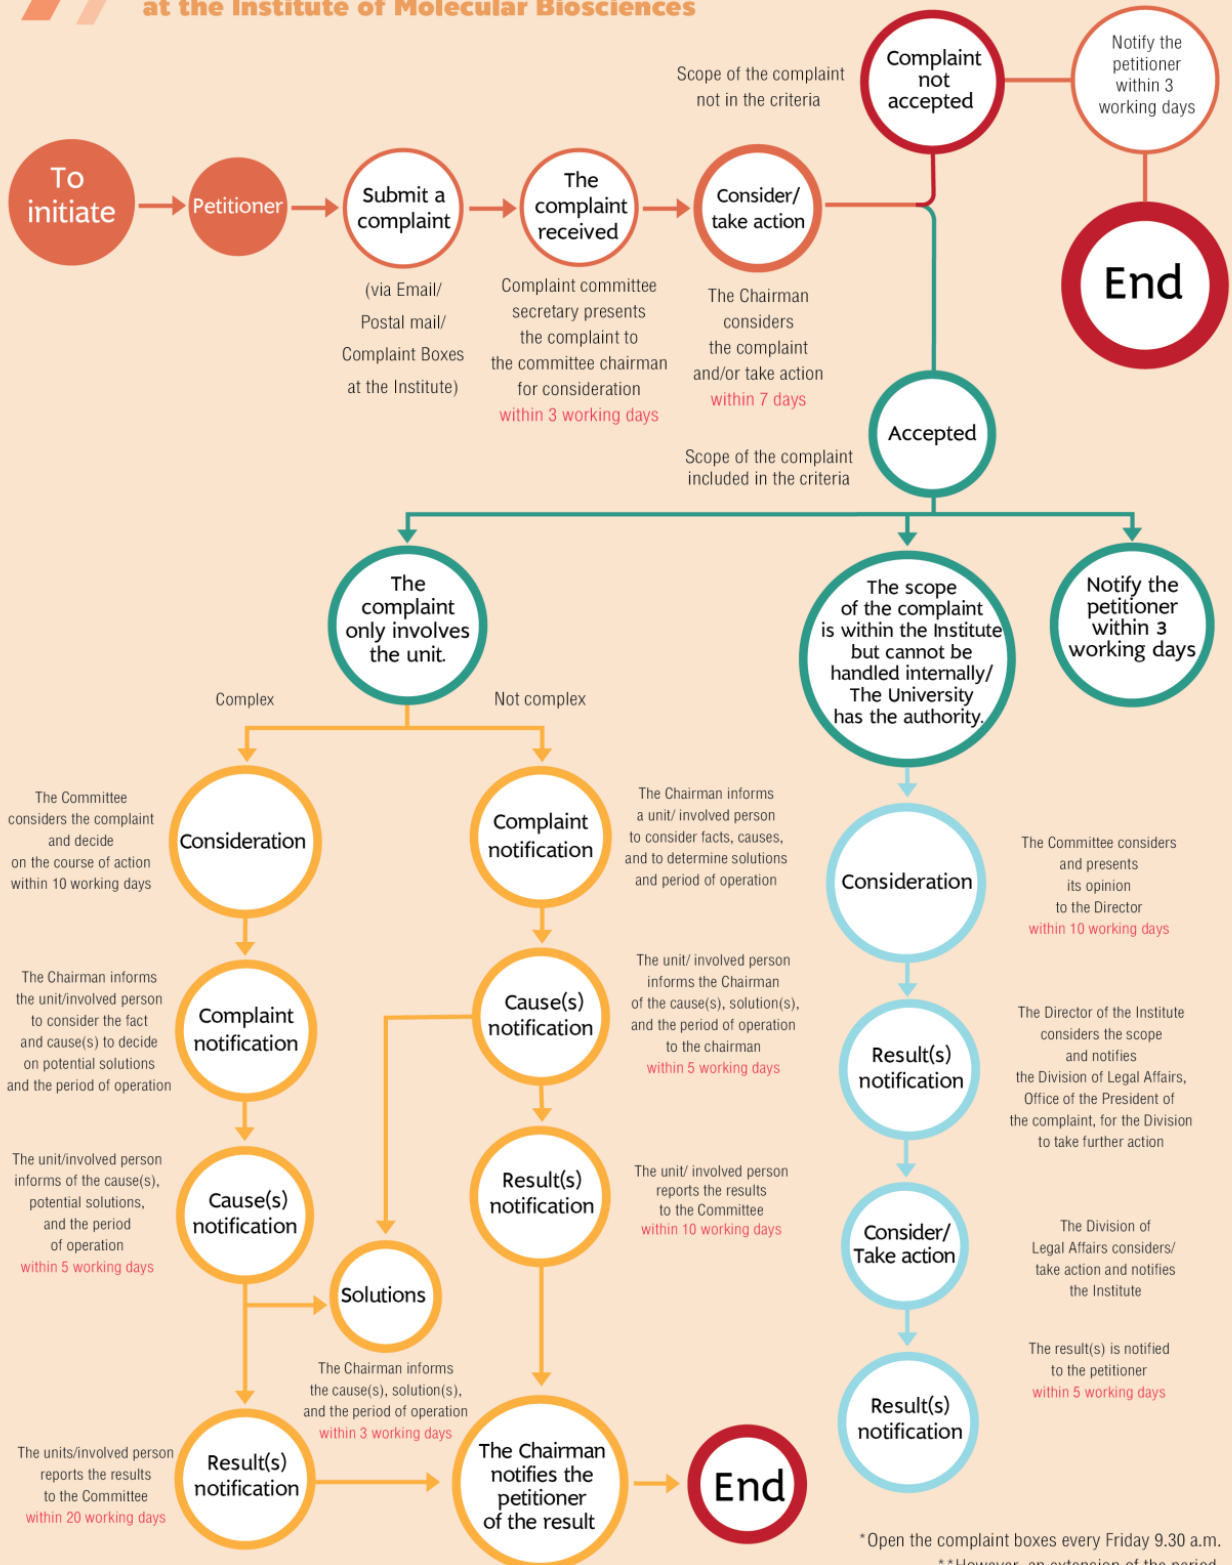 at the Institute of Molecular Biosciences
Complaint
not
accepted
Notify the
petitioner
within 3
working days
Scope of the complaint
not in the criteria
To
initiate
Petitioner
Submit a
complaint
The
complaint
received
Consider/
take action
End
(via Email/
Postal mail/
Complaint Boxes
at the Institute)
Complaint committee
secretary presents
the complaint to
the committee chairman
for consideration
within 3 working days
The Chairman
considers
the complaint
and/or take action
within 7 days
Accepted
Scope of the complaint
included in the criteria
The
complaint
only involves
the unit.
The scope
of the complaint
is within the Institute
but cannot be
handled internally/
The University
has the authority.
Notify the
petitioner
within 3
working days
Complex
Not complex
The Committee
considers the complaint
and decide
on the course of action
within 10 working days
Consideration
Complaint
notification
The Chairman informs
a unit/ involved person
to consider facts, causes,
and to determine solutions
and period of operation
Consideration
The Committee considers
and presents
its opinion
to the Director
within 10 working days
The Chairman informs
the unit/involved person
to consider the fact
and cause(s) to decide
on potential solutions
and the period of operation
Complaint
notification
Cause(s)
notification
The unit/ involved person
informs the Chairman
of the cause(s), solution(s),
and the period of operation
to the chairman
within 5 working days
Result(s)
notification
The Director of the Institute
considers the scope
and notifies
the Division of Legal Affairs,
Office of the President of
the complaint, for the Division
to take further action
The unit/involved person
informs of the cause(s),
potential solutions,
and the period
of operation
within 5 working days
Cause(s)
notification
Result(s)
notification
The unit/ involved person
reports the results
to the Committee
within 10 working days
Consider/
Take action
The Division of
Legal Affairs considers/
take action and notifies
the Institute
Solutions
The Chairman informs
the cause(s), solution(s),
and the period of operation
within 3 working days
The result(s) is notified
to the petitioner
within 5 working days
Result(s)
notification
The units/involved person
reports the results
to the Committee
within 20 working days
Result(s)
notification
The Chairman
notifies the
petitioner
of the result
End
*Open the complaint boxes every Friday 9.30 a.m.
**However, an extension of the period